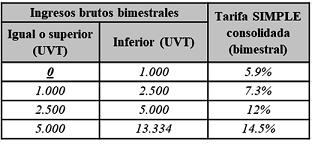 Ingresos brutos bimestrales
Tarifa SIMPLE consolidada (bimestral)
Igual o superior (UVT)
Inferior (UVT)
0 1.000 5.9%
1.000 2.500 7.3%
2.500 5.000 12%
5.000 13.334 14.5%